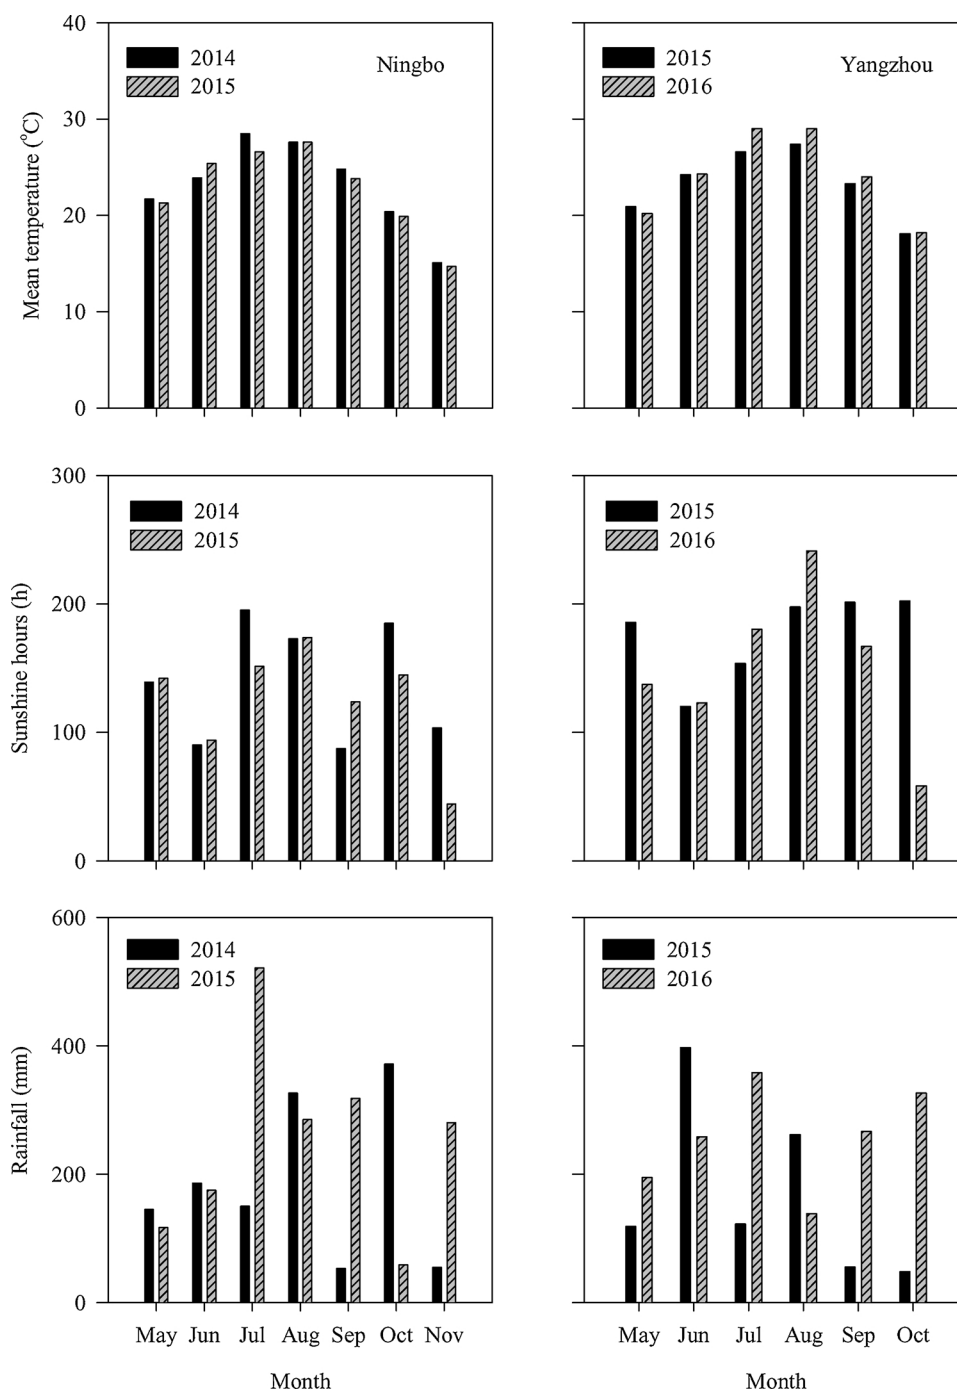 40
30
20
10
0
Mean temperature (°C)
2014
2015
Ningbo
2015
2016
Yangzhou
300
200
100
0
Sunshine hours (h)
2014
2015
2015
2016
600
400
200
0
Rainfall (mm)
2014
2015
2015
2016
May Jun Jul Aug Sep Oct Nov
May Jun Jul Aug Sep Oct
Month
Month